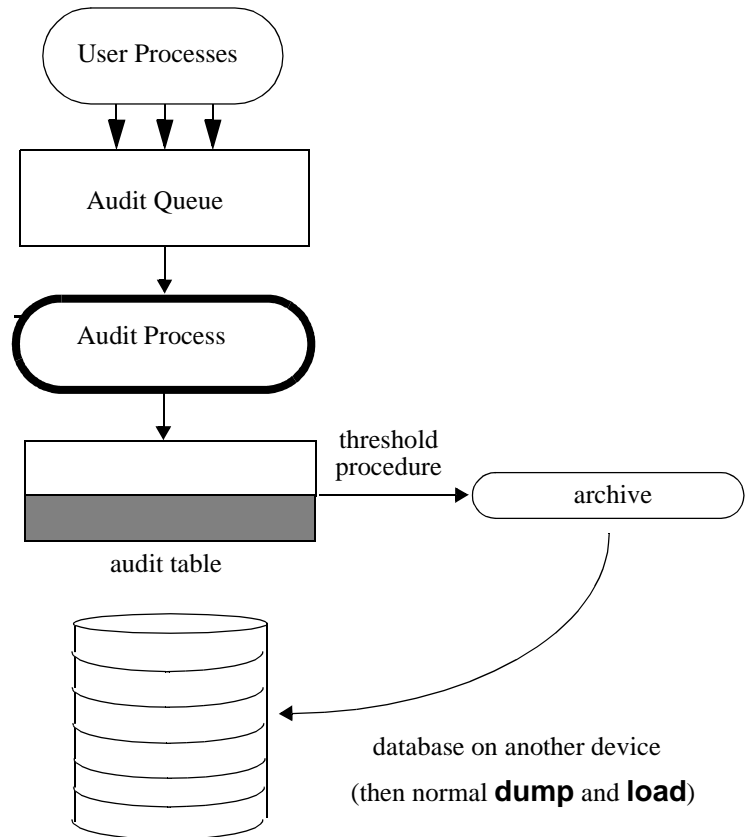 User Processes
Audit Queue
Audit Process
threshold
procedure
archive
audit table
database on another device
(then normal dump and load)